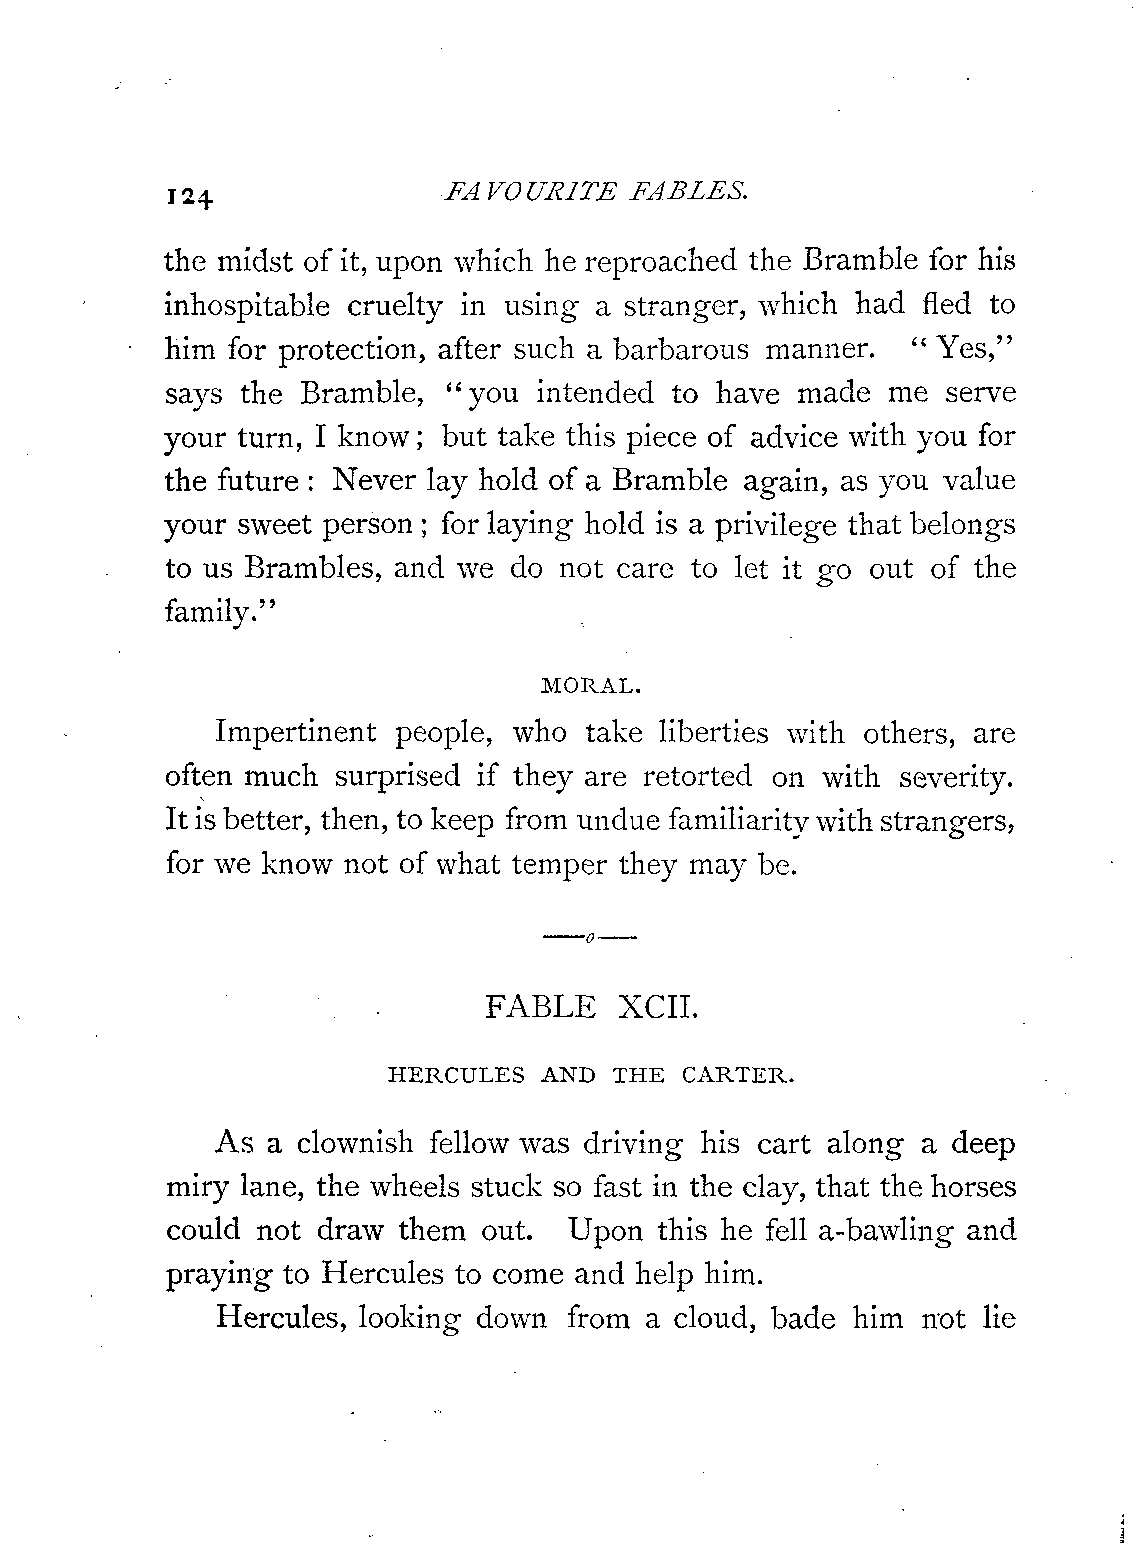 124 FAVOURITE FABLES.
the midst of it, upon which he reproached the Bramble for his
inhospitable cruelty in using a stranger, which had fled to
him for protection, after such a barbarous manner. “Yes,”
says the Bramble, “you intended to have made me serve
your turn, I know; but take this piece of advice with you for
the future: Never lay hold of a Bramble again, as you value
your sweet person; for laying hold is a privilege that belongs
to us Brambles, and we do not care to let it go out of the
family.”
MORAL.
Impertinent people, who take liberties with others, are
often much surprised if they are retorted on with severity.
It is better, then, to keep from undue familiarity with strangers,
for we know not of what temper they may be.
——o——
FABLE XCII.
HERCULES AND THE CARTER.
As a clownish fellow was driving his cart along a deep
miry lane, the wheels stuck so fast in the clay, that the horses
could not draw them out. Upon this he fell a-bawling and
praying to Hercules to come and help him.
Hercules, looking down from a cloud, bade him not lie